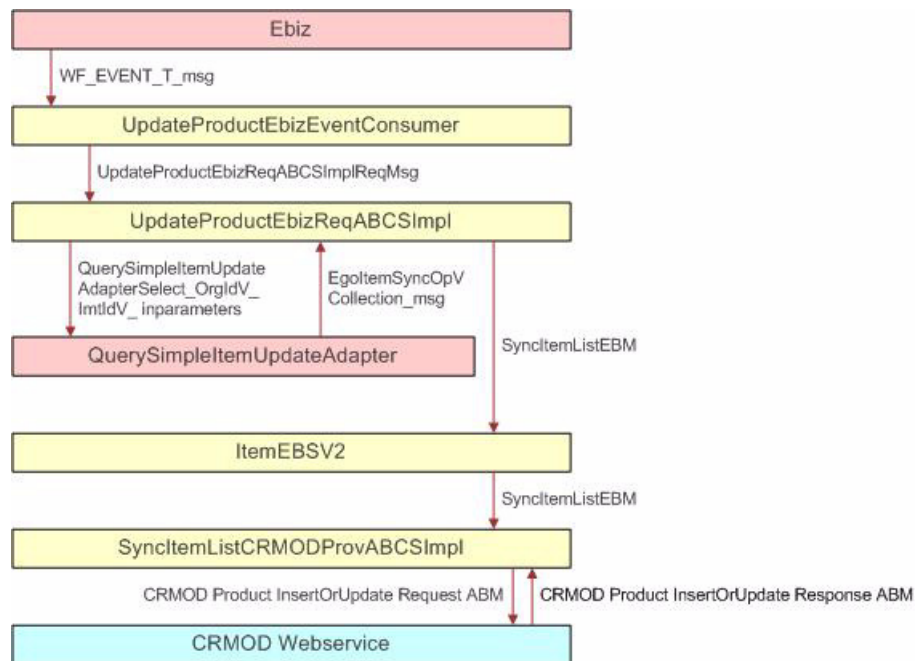 Ebiz
WF_EVENT_T_msg
UpdateProductEbizEventConsumer
UpdateProductEbizReqABCSImplReqMsg
UpdateProductEbizReqABCSImpl
QuerySimpleItemUpdate
AdapterSelect_OrgIdV_
ImtIdV_ inparameters
EgoItemSyncOpV
Collection_msg
SyncItemListEBM
QuerySimpleItemUpdateAdapter
ItemEBSV2
SyncItemListEBM
SyncItemListCRMODProvABCSImpl
CRMOD Product InsertOrUpdate Request ABM
CRMOD Product InsertOrUpdate Response ABM
CRMOD Webservice